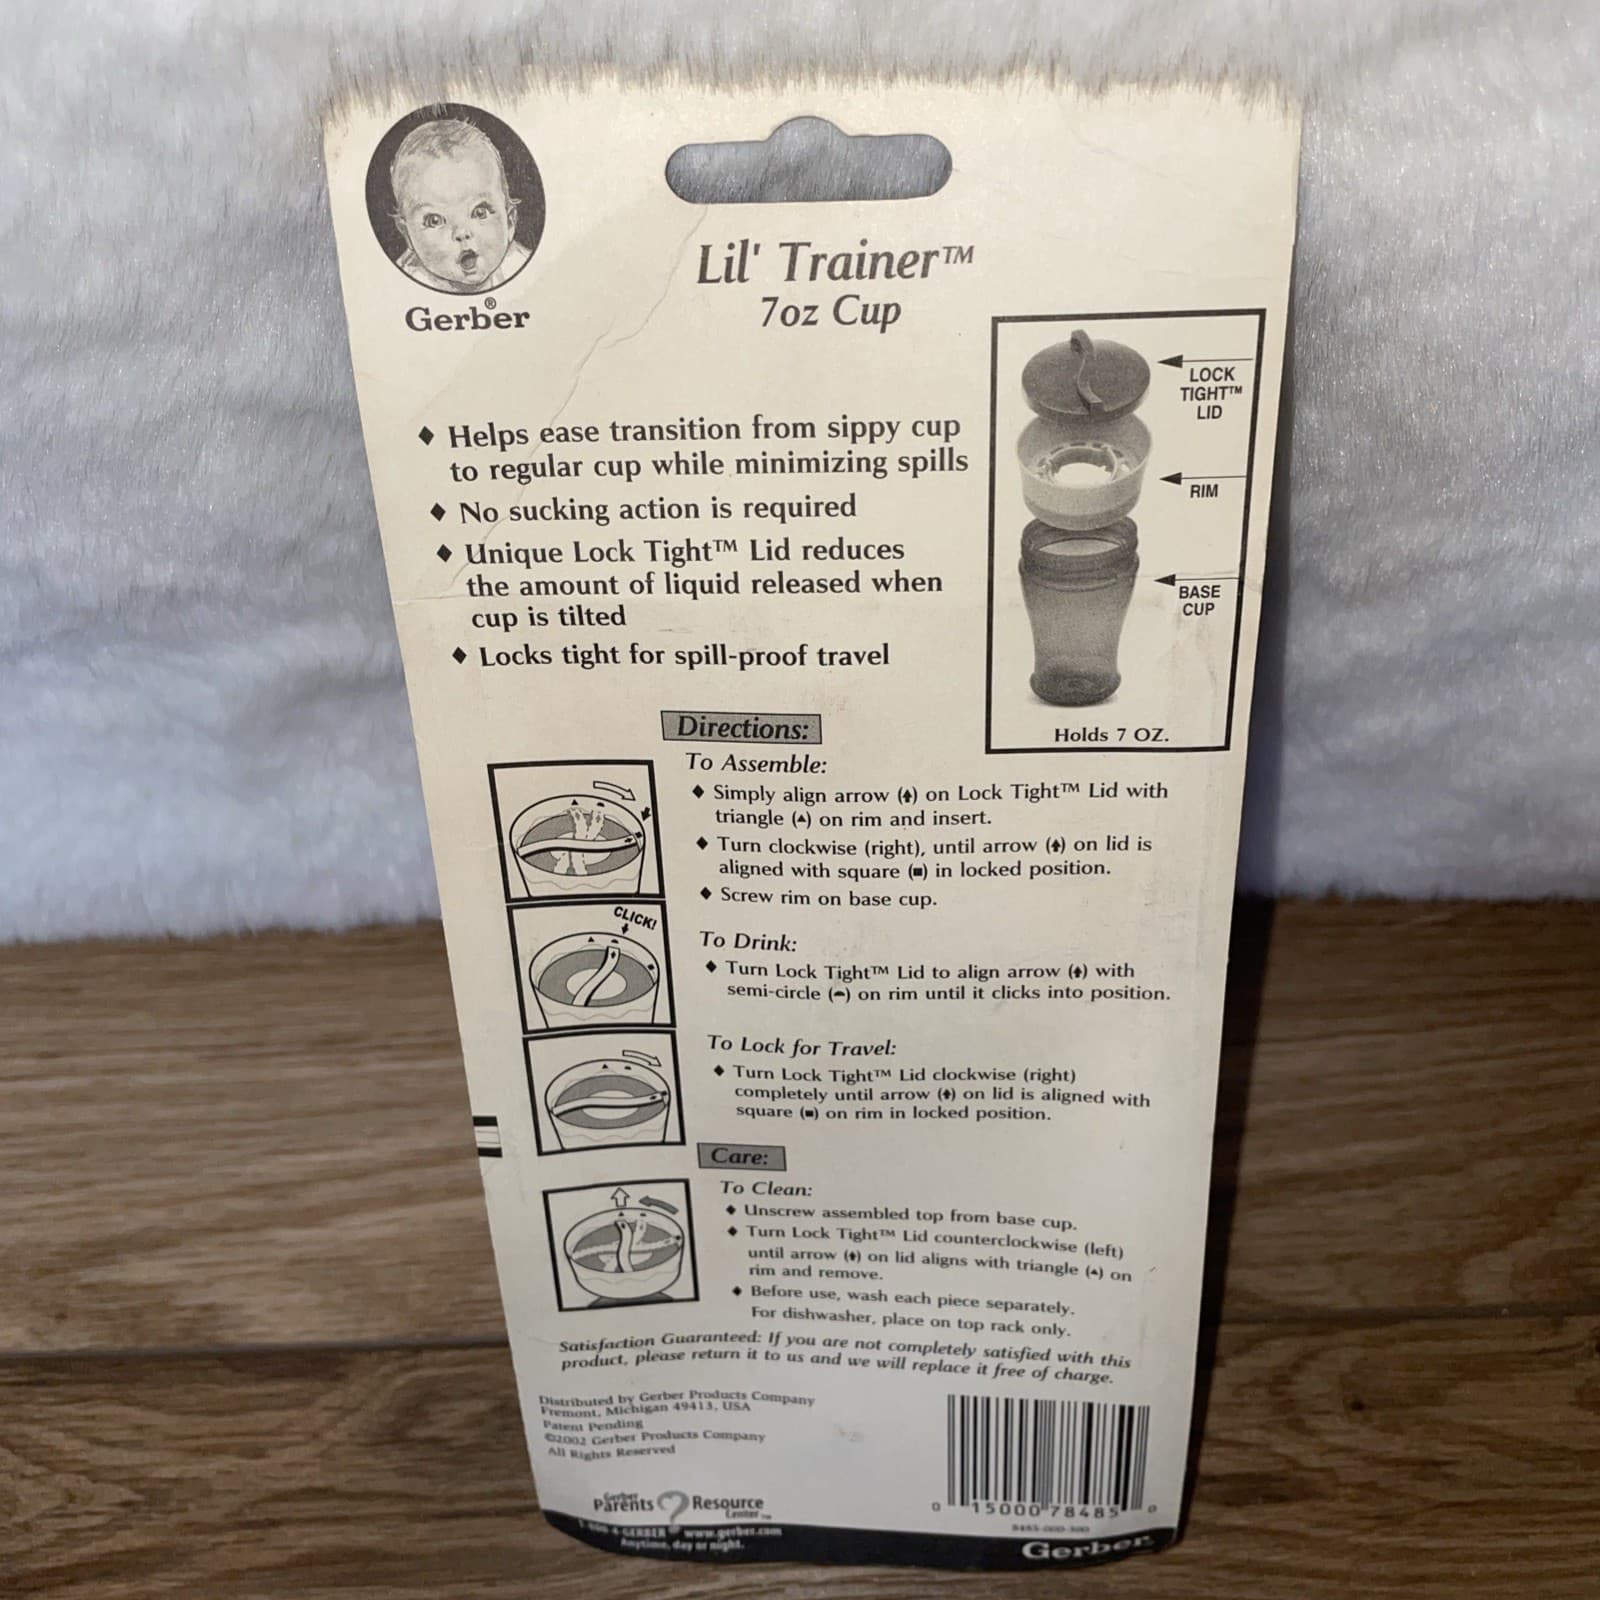 Gerber®
Lil' Trainer™
7oz Cup
◆ Helps ease transition from sippy cup
to regular cup while minimizing spills
◆ No sucking action is required
◆ Unique Lock Tight™ Lid reduces
the amount of liquid released when
cup is tilted
◆ Locks tight for spill-proof travel
LOCK
TIGHT™
LID
RIM
BASE
CUP
Holds 7 OZ.
Directions:
To Assemble:
◆ Simply align arrow (♦) on Lock Tight™ Lid with
triangle (▲) on rim and insert.
◆ Turn clockwise (right), until arrow (♦) on lid is
aligned with square (■) in locked position.
◆ Screw rim on base cup.
CLICK!
To Drink:
◆ Turn Lock Tight™ Lid to align arrow (♦) with
semi-circle (◠) on rim until it clicks into position.
To Lock for Travel:
◆ Turn Lock Tight™ Lid clockwise (right)
completely until arrow (♦) on lid is aligned with
square (■) on rim in locked position.
Care:
To Clean:
◆ Unscrew assembled top from base cup.
◆ Turn Lock Tight™ Lid counterclockwise (left)
until arrow (♦) on lid aligns with triangle (▲) on
rim and remove.
◆ Before use, wash each piece separately.
For dishwasher, place on top rack only.
Satisfaction Guaranteed: If you are not completely satisfied with this
product, please return it to us and we will replace it free of charge.
Distributed by Gerber Products Company
Fremont, Michigan 49413, USA
Patent Pending
©2002 Gerber Products Company
All Rights Reserved
Gerber
Parents Resource
Center™
GERBER www.gerber.com
Anytime, day or night.
0 15000 78485 0
Gerber